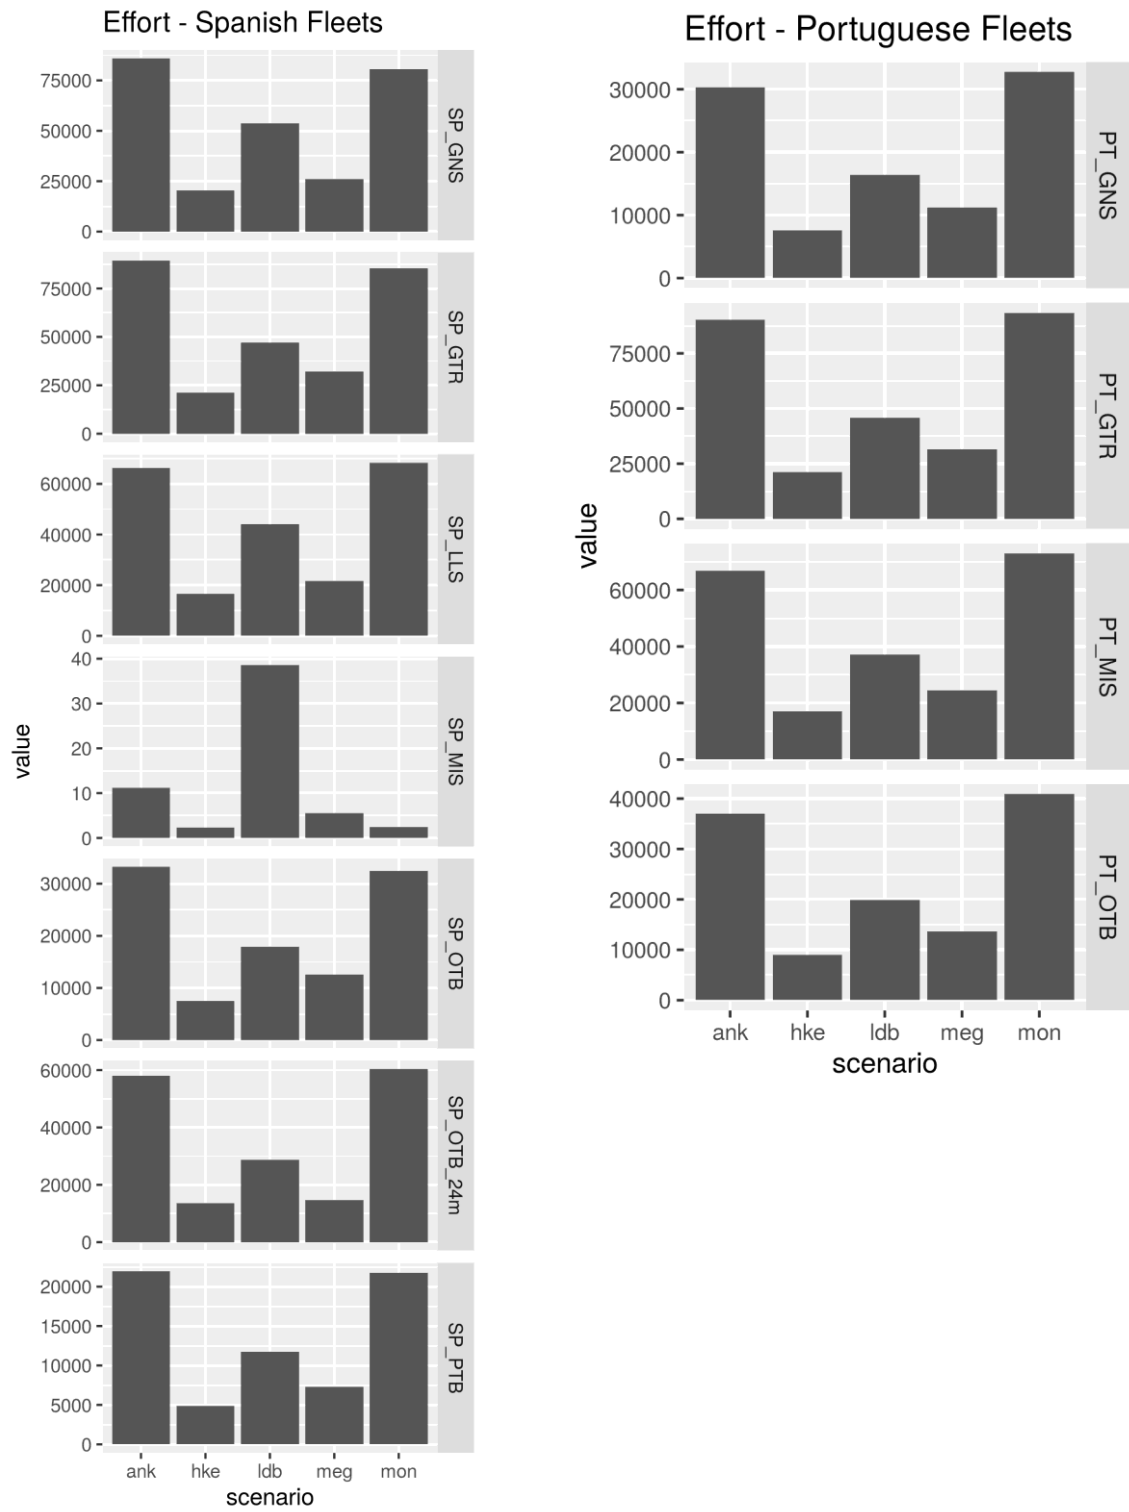 Effort - Spanish Fleets
value
75000
50000
25000
0
SP_GNS
75000
50000
25000
0
SP_GTR
60000
40000
20000
0
SP_LLS
40
30
20
10
0
SP_MIS
30000
20000
10000
0
SP_OTB
60000
40000
20000
0
SP_OTB_24m
20000
15000
10000
5000
0
SP_PTB
ank hke ldb meg mon
scenario
Effort - Portuguese Fleets
value
30000
20000
10000
0
PT_GNS
75000
50000
25000
0
PT_GTR
60000
40000
20000
0
PT_MIS
40000
30000
20000
10000
0
PT_OTB
ank hke ldb meg mon
scenario